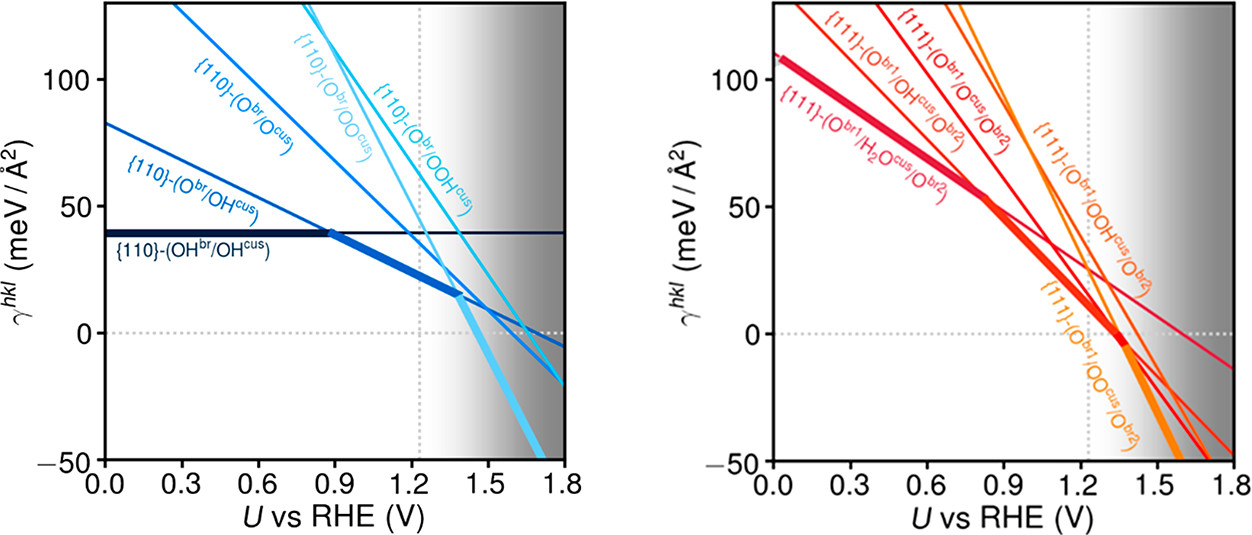 γ^hkl (meV / Å²)
100
50
0
−50
{110}-(O^br/O^cus)
{110}-(O^br/OO^cus)
{110}-(O^br/OOH^cus)
{110}-(O^br/OH^cus)
{110}-(OH^br/OH^cus)
0.0 0.3 0.6 0.9 1.2 1.5 1.8
U vs RHE (V)
γ^hkl (meV / Å²)
100
50
0
−50
{111}-(O^br1/OH^cus/O^br2)
{111}-(O^br1/O^cus/O^br2)
{111}-(O^br1/H₂O^cus/O^br2)
{111}-(O^br1/OOH^cus/O^br2)
{111}-(O^br1/OO^cus/O^br2)
0.0 0.3 0.6 0.9 1.2 1.5 1.8
U vs RHE (V)